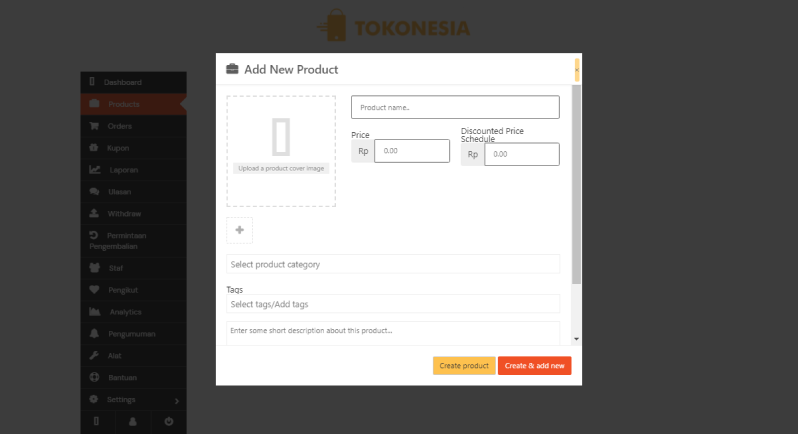 TOKONESIA
Add New Product
×
Dashboard
Products
Orders
Kupon
Laporan
Ulasan
Withdraw
Permintaan
Pengembalian
Staf
Pengikut
Analytics
Pengumuman
Alat
Bantuan
Settings
Upload a product cover image
Product name..
Price
Rp 0.00
Discounted Price
Schedule
Rp 0.00
Select product category
Tags
Select tags/Add tags
Enter some short description about this product...
Create product
Create & add new